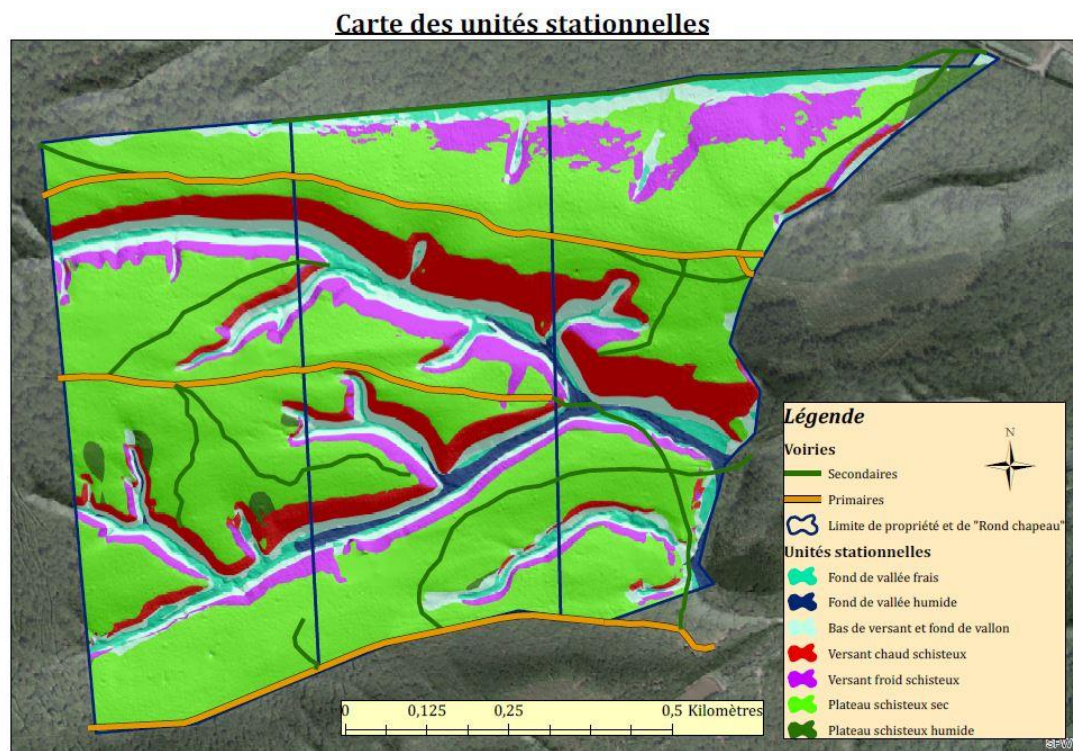 Carte des unités stationnelles
Légende
N
Voiries
Secondaires
Primaires
Limite de propriété et de "Rond chapeau"
Unités stationnelles
Fond de vallée frais
Fond de vallée humide
Bas de versant et fond de vallon
Versant chaud schisteux
Versant froid schisteux
Plateau schisteux sec
Plateau schisteux humide
0 0,125 0,25 0,5 Kilomètres
SPW